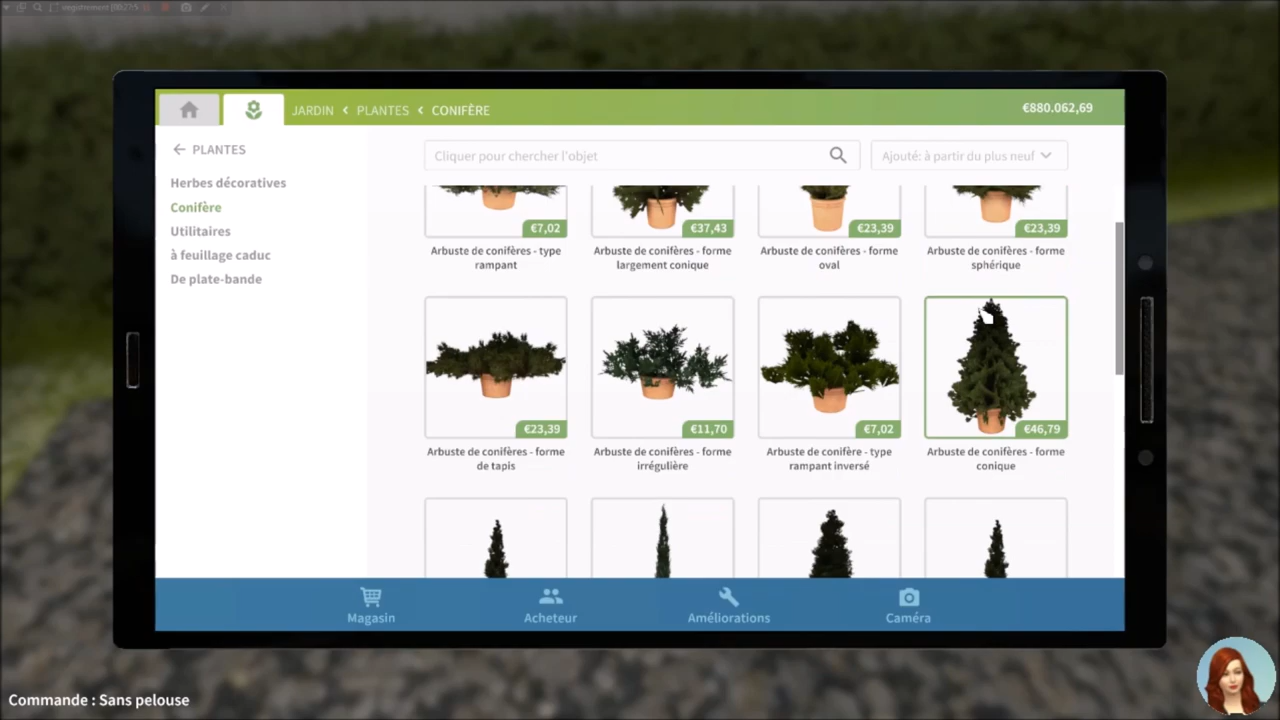 JARDIN < PLANTES < CONIFÈRE
€880.062,69
← PLANTES
Cliquer pour chercher l'objet
Ajouté: à partir du plus neuf
Herbes décoratives
Conifère
Utilitaires
à feuillage caduc
De plate-bande
€7,02
€37,43
€23,39
€23,39
Arbuste de conifères - type
rampant
Arbuste de conifères - forme
largement conique
Arbuste de conifères - forme
oval
Arbuste de conifères - forme
sphérique
€23,39
€11,70
€7,02
€46,79
Arbuste de conifères - forme
de tapis
Arbuste de conifères - forme
irrégulière
Arbuste de conifère - type
rampant inversé
Arbuste de conifères - forme
conique
Magasin
Acheteur
Améliorations
Caméra
Commande : Sans pelouse